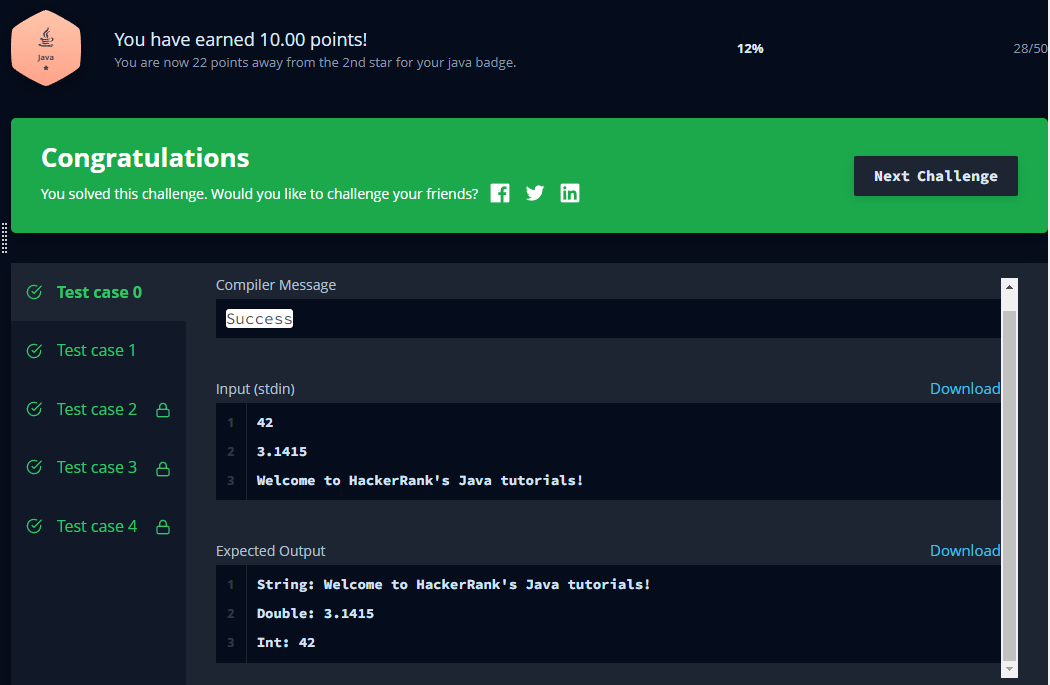 Java
You have earned 10.00 points!
You are now 22 points away from the 2nd star for your java badge.
12%
28/50
Congratulations
You solved this challenge. Would you like to challenge your friends?
Next Challenge
Test case 0
Test case 1
Test case 2
Test case 3
Test case 4
Compiler Message
Success
Input (stdin)
Download
1 42
2 3.1415
3 Welcome to HackerRank's Java tutorials!
Expected Output
Download
1 String: Welcome to HackerRank's Java tutorials!
2 Double: 3.1415
3 Int: 42